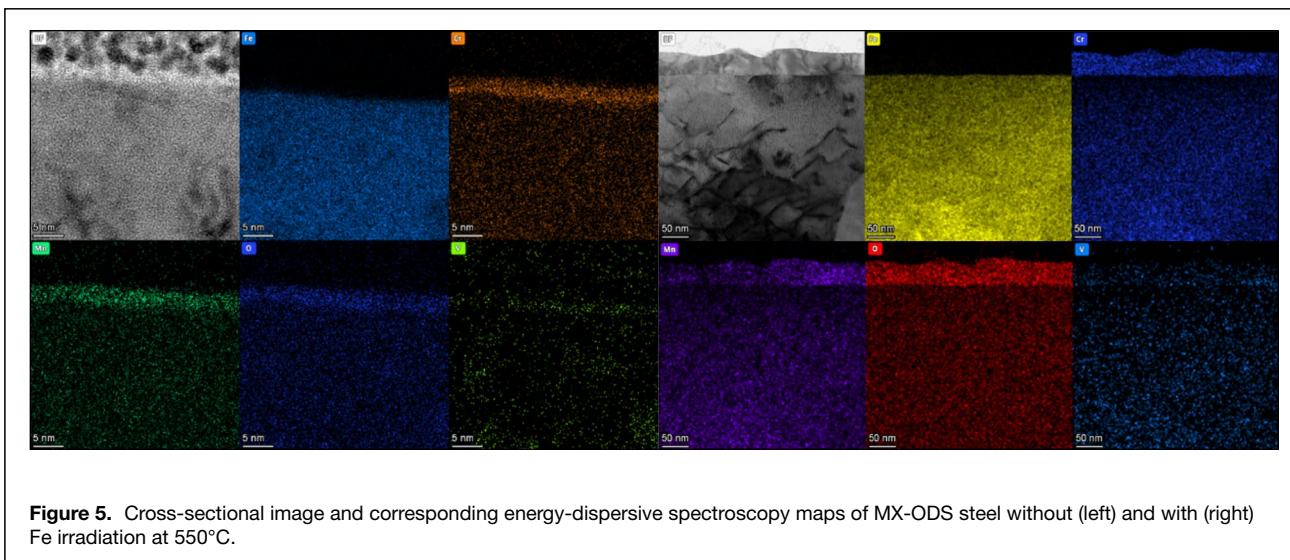 BF Fe Cr BF Fe Cr
5 nm 5 nm 5 nm 50 nm 50 nm 50 nm
Mn O V Mn O V
5 nm 5 nm 5 nm 50 nm 50 nm 50 nm
Figure 5. Cross-sectional image and corresponding energy-dispersive spectroscopy maps of MX-ODS steel without (left) and with (right)
Fe irradiation at 550°C.